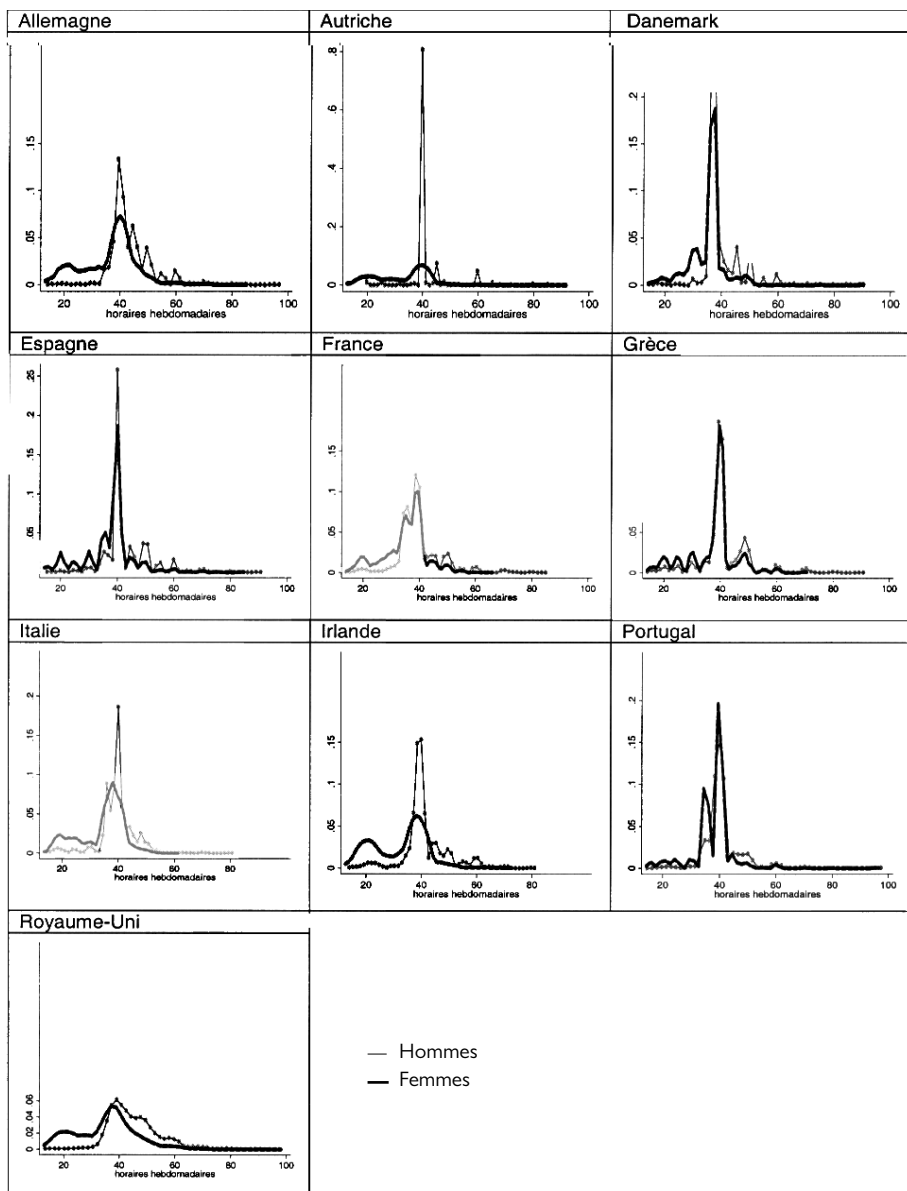 Allemagne
.15
.1
.05
0
20 40 60 80 100
horaires hebdomadaires
Autriche
.8
.6
.4
.2
0
20 40 60 80 100
horaires hebdomadaires
Danemark
.2
.15
.1
.05
0
20 40 60 80 100
horaires hebdomadaires
Espagne
.25
.2
.15
.1
.05
0
20 40 60 80 100
horaires hebdomadaires
France
.15
.1
.05
0
20 40 60 80 100
horaires hebdomadaires
Grèce
.2
.15
.1
.05
0
20 40 60 80 100
horaires hebdomadaires
Italie
.2
.15
.1
.05
0
20 40 60 80 100
horaires hebdomadaires
Irlande
.15
.1
.05
0
20 40 60 80
horaires hebdomadaires
Portugal
.2
.15
.1
.05
0
20 40 60 80 100
horaires hebdomadaires
Royaume-Uni
.06
.04
.02
0
20 40 60 80 100
horaires hebdomadaires
Hommes
Femmes